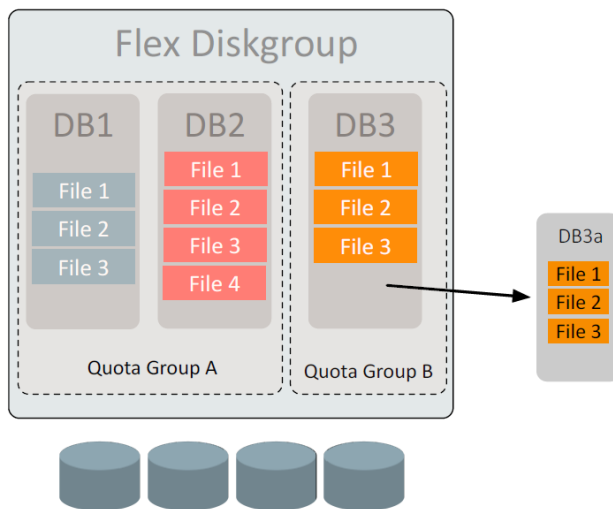 Flex Diskgroup
DB1
File 1
File 2
File 3
DB2
File 1
File 2
File 3
File 4
Quota Group A
DB3
File 1
File 2
File 3
Quota Group B
DB3a
File 1
File 2
File 3